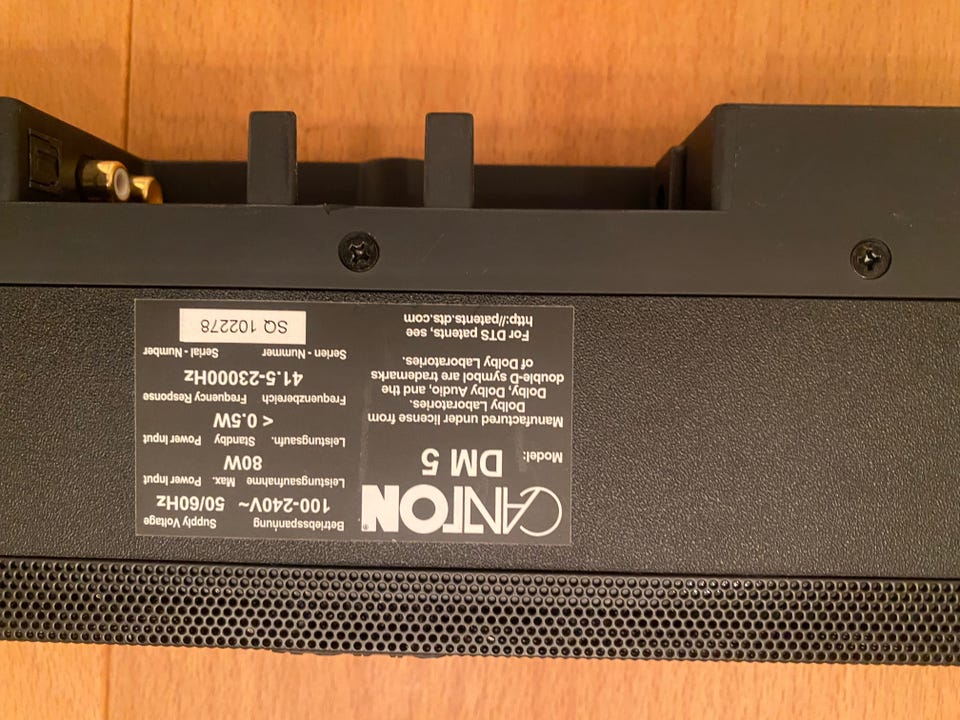 CANTON®
Model: DM 5
Manufactured under license from
Dolby Laboratories.
Dolby, Dolby Audio, and the
double-D symbol are trademarks
of Dolby Laboratories.
For DTS patents, see
http://patents.dts.com
Betriebsspannung Supply Voltage
100-240V~ 50/60Hz
Leistungsaufnahme Max. Power Input
80W
Leistungsaufn. Standby Power Input
< 0.5W
Frequenzbereich Frequency Response
41.5-23000Hz
Serien - Nummer Serial - Number
SQ 102278